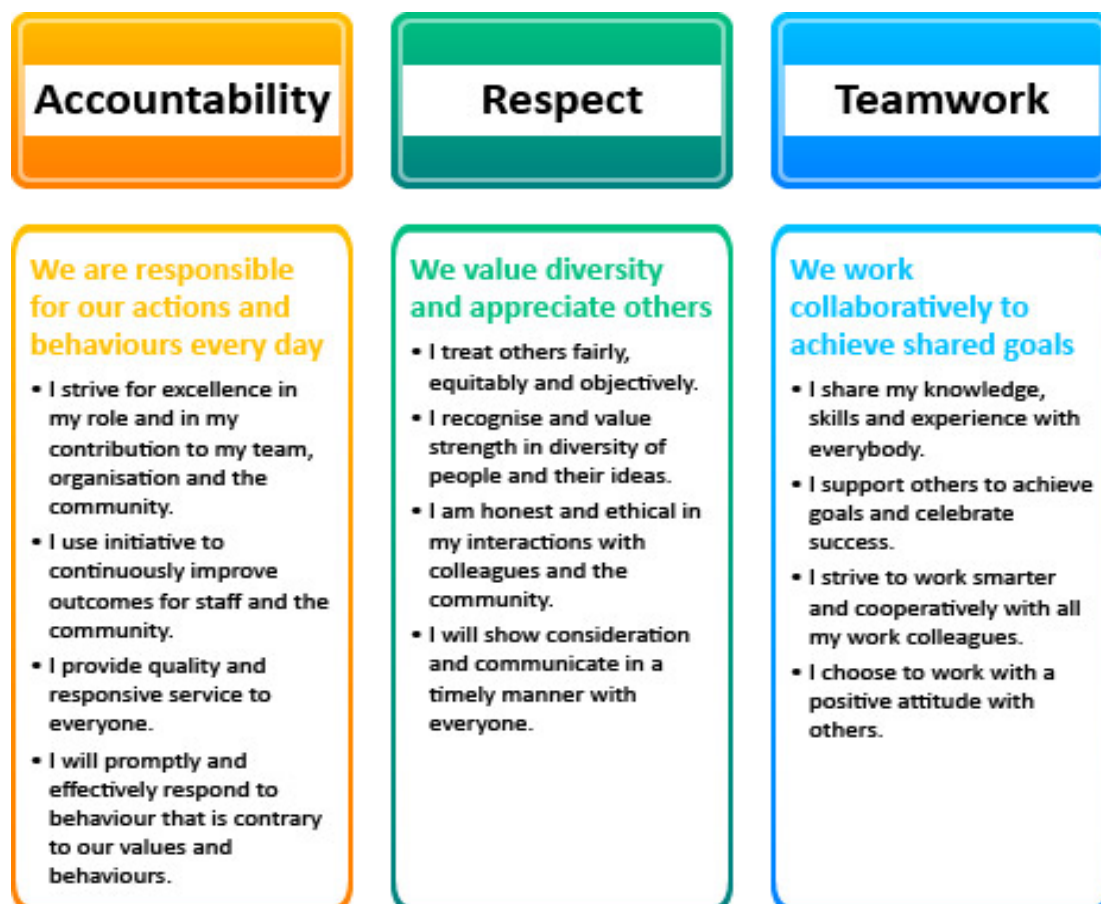 Accountability
We are responsible
for our actions and
behaviours every day
• I strive for excellence in
my role and in my
contribution to my team,
organisation and the
community.
• I use initiative to
continuously improve
outcomes for staff and the
community.
• I provide quality and
responsive service to
everyone.
• I will promptly and
effectively respond to
behaviour that is contrary
to our values and
behaviours.
Respect
We value diversity
and appreciate others
• I treat others fairly,
equitably and objectively.
• I recognise and value
strength in diversity of
people and their ideas.
• I am honest and ethical in
my interactions with
colleagues and the
community.
• I will show consideration
and communicate in a
timely manner with
everyone.
Teamwork
We work
collaboratively to
achieve shared goals
• I share my knowledge,
skills and experience with
everybody.
• I support others to achieve
goals and celebrate
success.
• I strive to work smarter
and cooperatively with all
my work colleagues.
• I choose to work with a
positive attitude with
others.